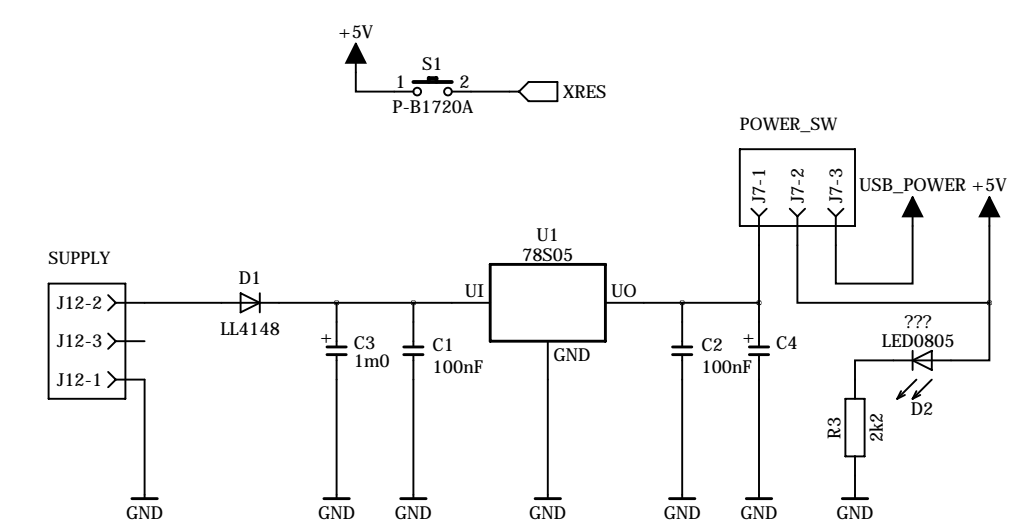 +5V
S1
1 2
P-B1720A
XRES
POWER_SW
J7-1 J7-2 J7-3
USB_POWER +5V
U1
78S05
SUPPLY
D1
J12-2
UI UO
LL4148
???
LED0805
J12-3
+ C3
1m0
C1
100nF
GND
C2
100nF
+ C4
J12-1
D2
R3
2k2
GND GND GND GND GND GND GND